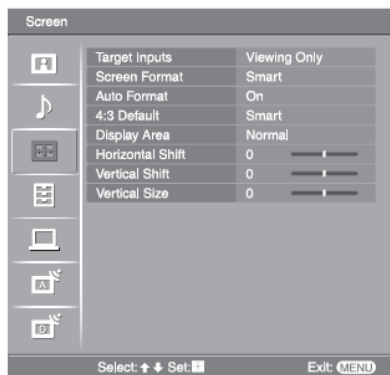 Screen
Target Inputs Viewing Only
Screen Format Smart
Auto Format On
4:3 Default Smart
Display Area Normal
Horizontal Shift 0
Vertical Shift 0
Vertical Size 0
A
D
Select: Set: Exit: MENU